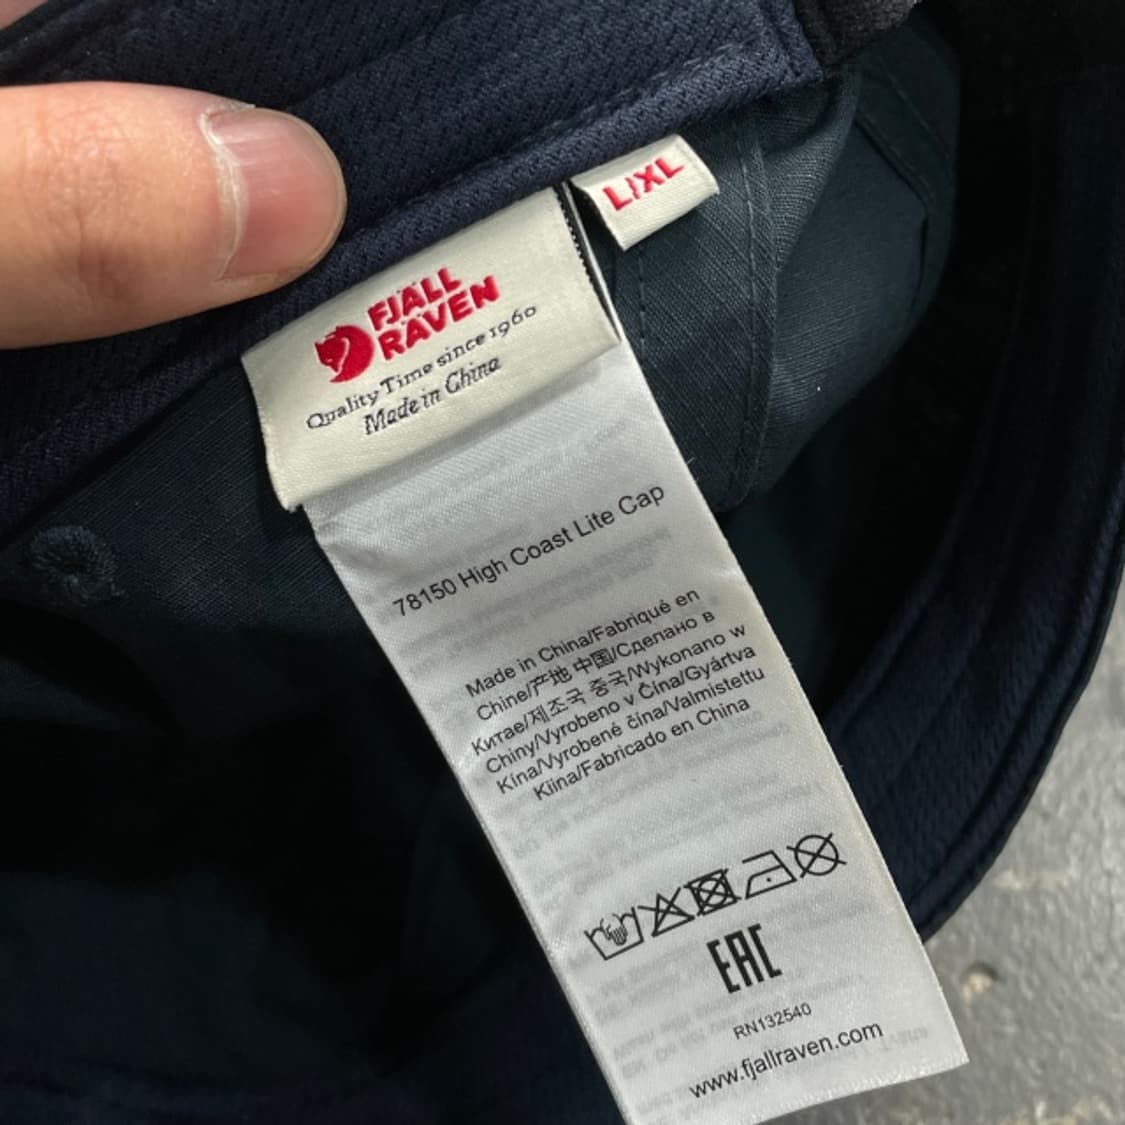 L/XL
FJÄLL
RÄVEN
Quality Time since 1960
Made in China
78150 High Coast Lite Cap
Made in China/Fabriqué en
Chine/产地 中国/Сделано в
Китае/제조국 중국/Wykonano w
Chiny/Vyrobeno v Čína/Gyártva
Kína/Vyrobené čína/Valmistettu
Kiina/Fabricado en China
EAC
RN132540
www.fjallraven.com